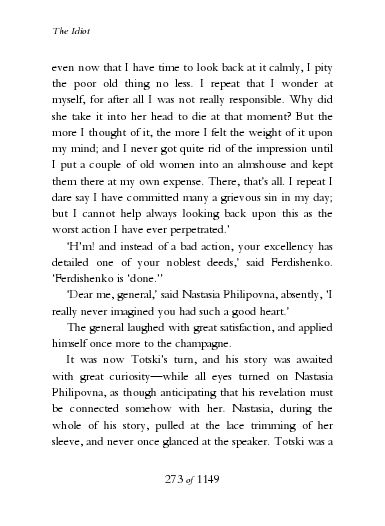 The Idiot
even now that I have time to look back at it calmly, I pity
the poor old thing no less. I repeat that I wonder at
myself, for after all I was not really responsible. Why did
she take it into her head to die at that moment? But the
more I thought of it, the more I felt the weight of it upon
my mind; and I never got quite rid of the impression until
I put a couple of old women into an almshouse and kept
them there at my own expense. There, that's all. I repeat I
dare say I have committed many a grievous sin in my day;
but I cannot help always looking back upon this as the
worst action I have ever perpetrated.'
'H'm! and instead of a bad action, your excellency has
detailed one of your noblest deeds,' said Ferdishenko.
'Ferdishenko is 'done.''
'Dear me, general,' said Nastasia Philipovna, absently, 'I
really never imagined you had such a good heart.'
The general laughed with great satisfaction, and applied
himself once more to the champagne.
It was now Totski's turn, and his story was awaited
with great curiosity—while all eyes turned on Nastasia
Philipovna, as though anticipating that his revelation must
be connected somehow with her. Nastasia, during the
whole of his story, pulled at the lace trimming of her
sleeve, and never once glanced at the speaker. Totski was a
273 of 1149